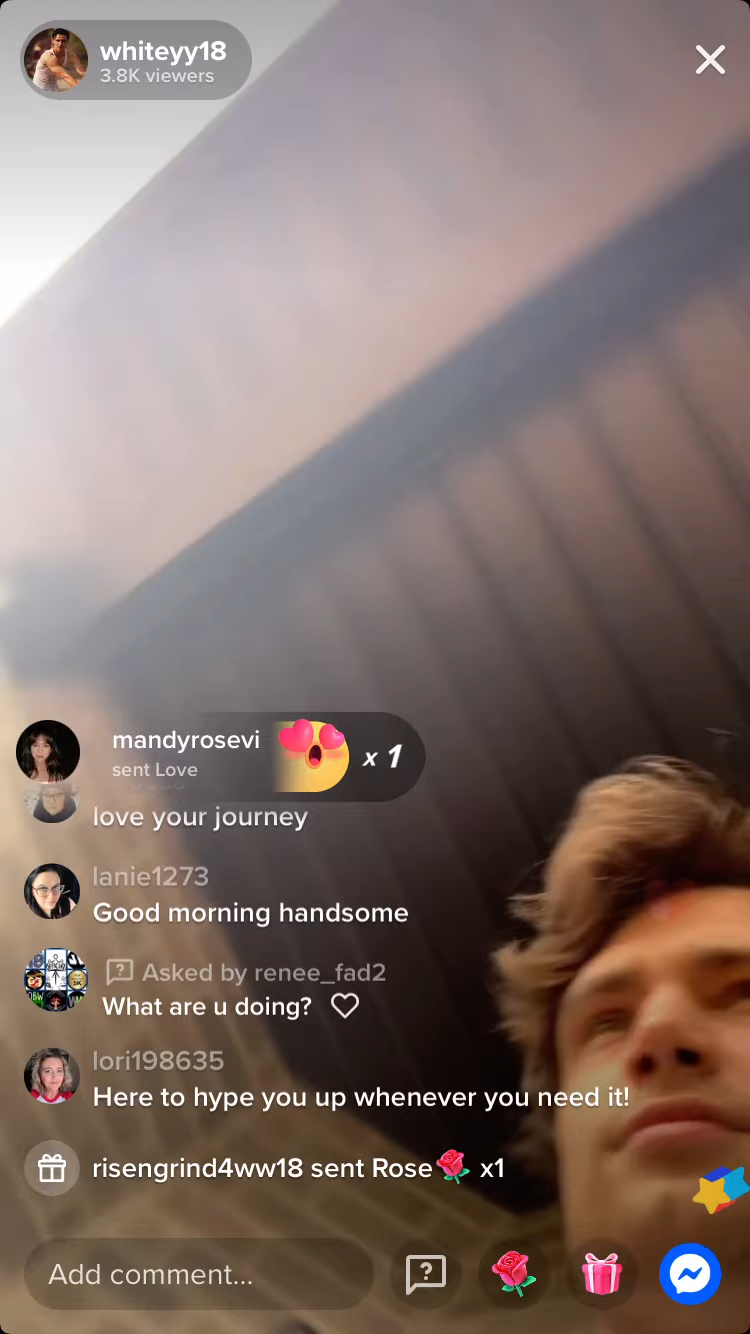 whiteyy18
3.8K viewers
mandyrosevi
sent Love
x 1
love your journey
lanie1273
Good morning handsome
Asked by renee_fad2
What are u doing?
lori198635
Here to hype you up whenever you need it!
risengrind4ww18 sent Rose🌹 x1
Add comment...